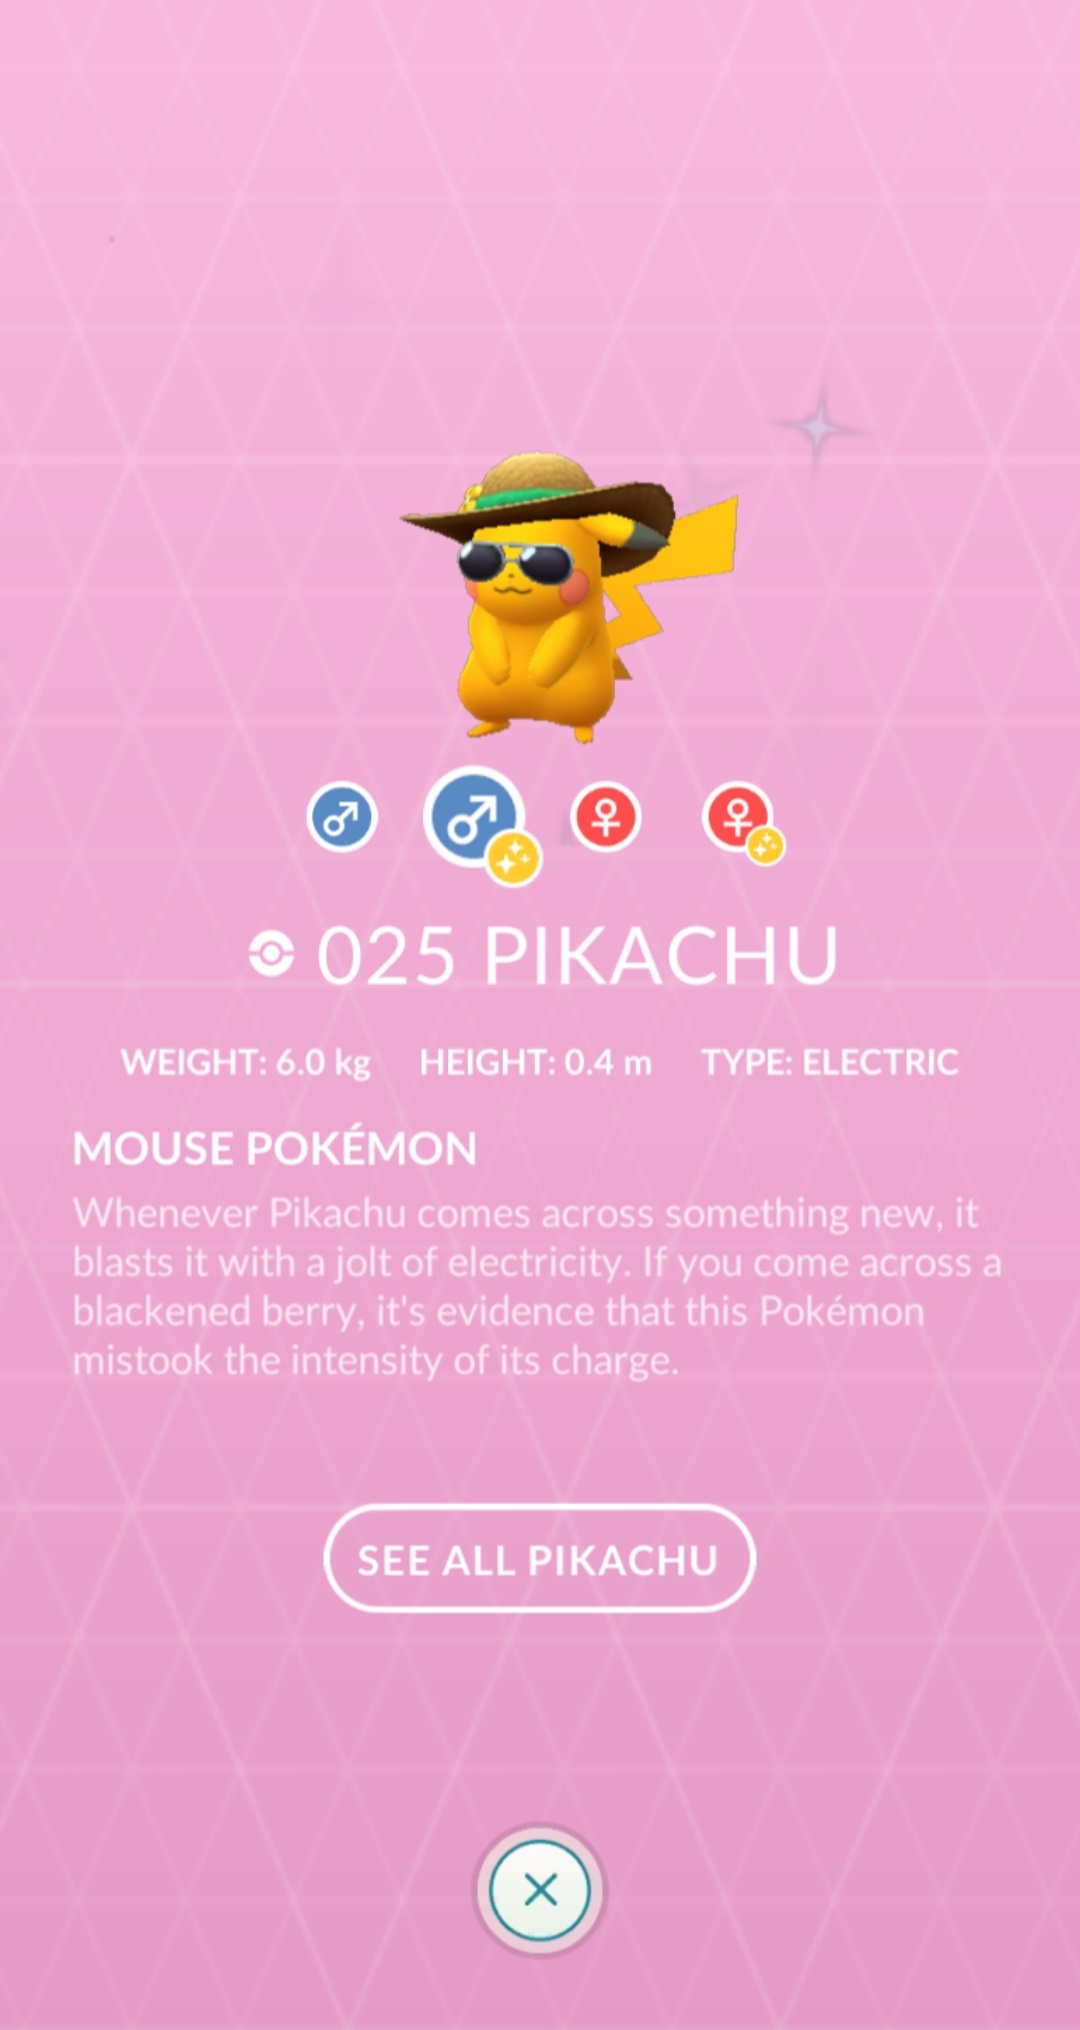 025 PIKACHU
WEIGHT: 6.0 kg HEIGHT: 0.4 m TYPE: ELECTRIC
MOUSE POKÉMON
Whenever Pikachu comes across something new, it
blasts it with a jolt of electricity. If you come across a
blackened berry, it's evidence that this Pokémon
mistook the intensity of its charge.
SEE ALL PIKACHU